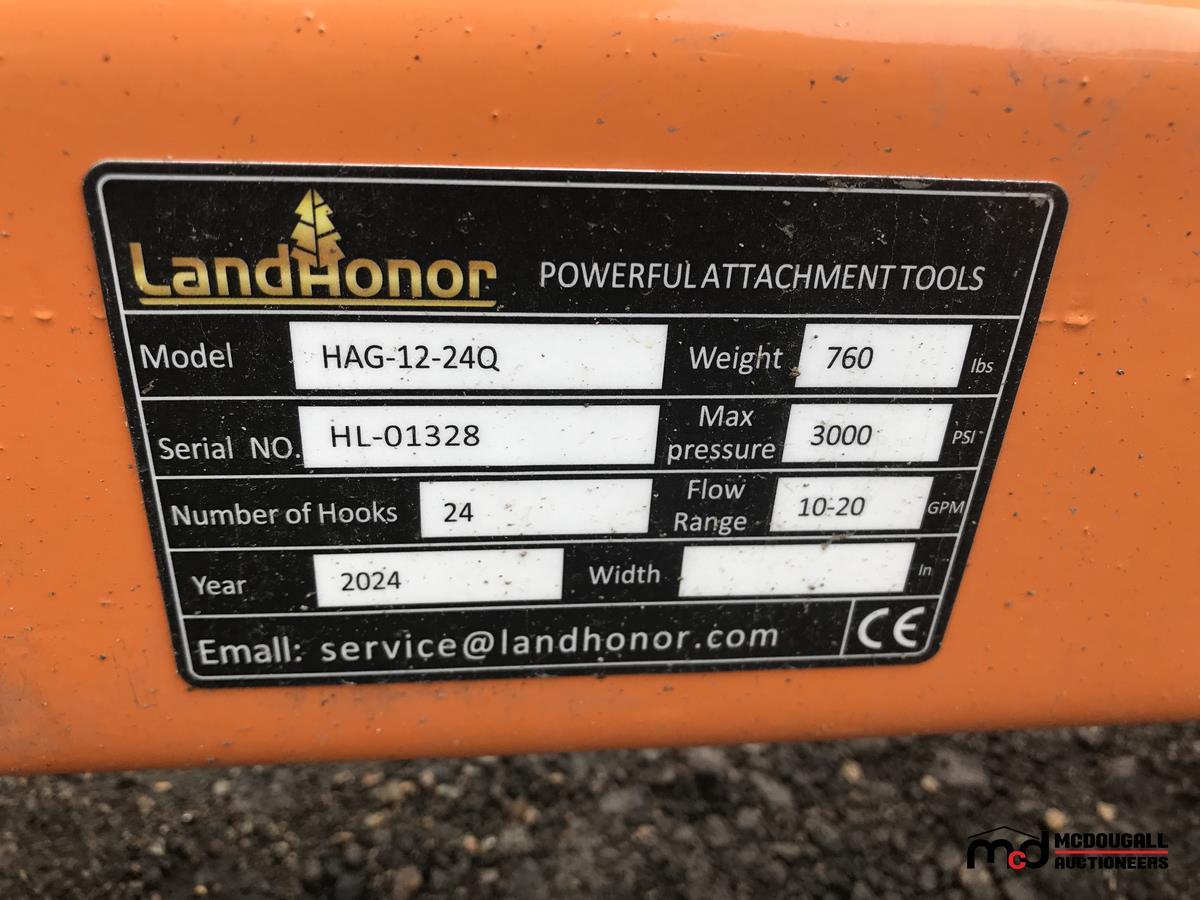 LandHonor POWERFUL ATTACHMENT TOOLS
Model HAG-12-24Q Weight 760 lbs
Serial NO. HL-01328 Max pressure 3000 PSI
Number of Hooks 24 Flow Range 10-20 GPM
Year 2024 Width In
Emall: service@landhonor.com CE
mcd MCDOUGALL
AUCTIONEERS